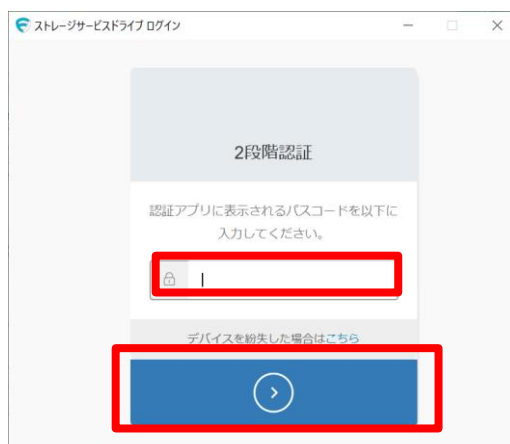 ストレージサービスドライブ ログイン
2段階認証
認証アプリに表示されるパスコードを以下に
入力してください。
デバイスを紛失した場合はこちら